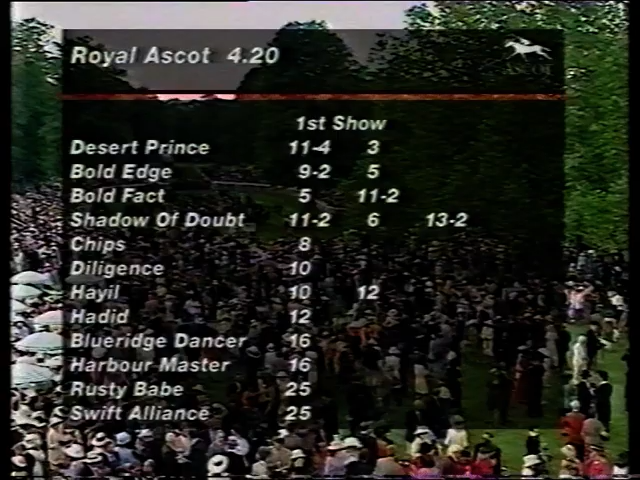 Royal Ascot 4.20
ASCOT
1st Show
Desert Prince 11-4 3
Bold Edge 9-2 5
Bold Fact 5 11-2
Shadow Of Doubt 11-2 6 13-2
Chips 8
Diligence 10
Hayil 10 12
Hadid 12
Blueridge Dancer 16
Harbour Master 16
Rusty Babe 25
Swift Alliance 25